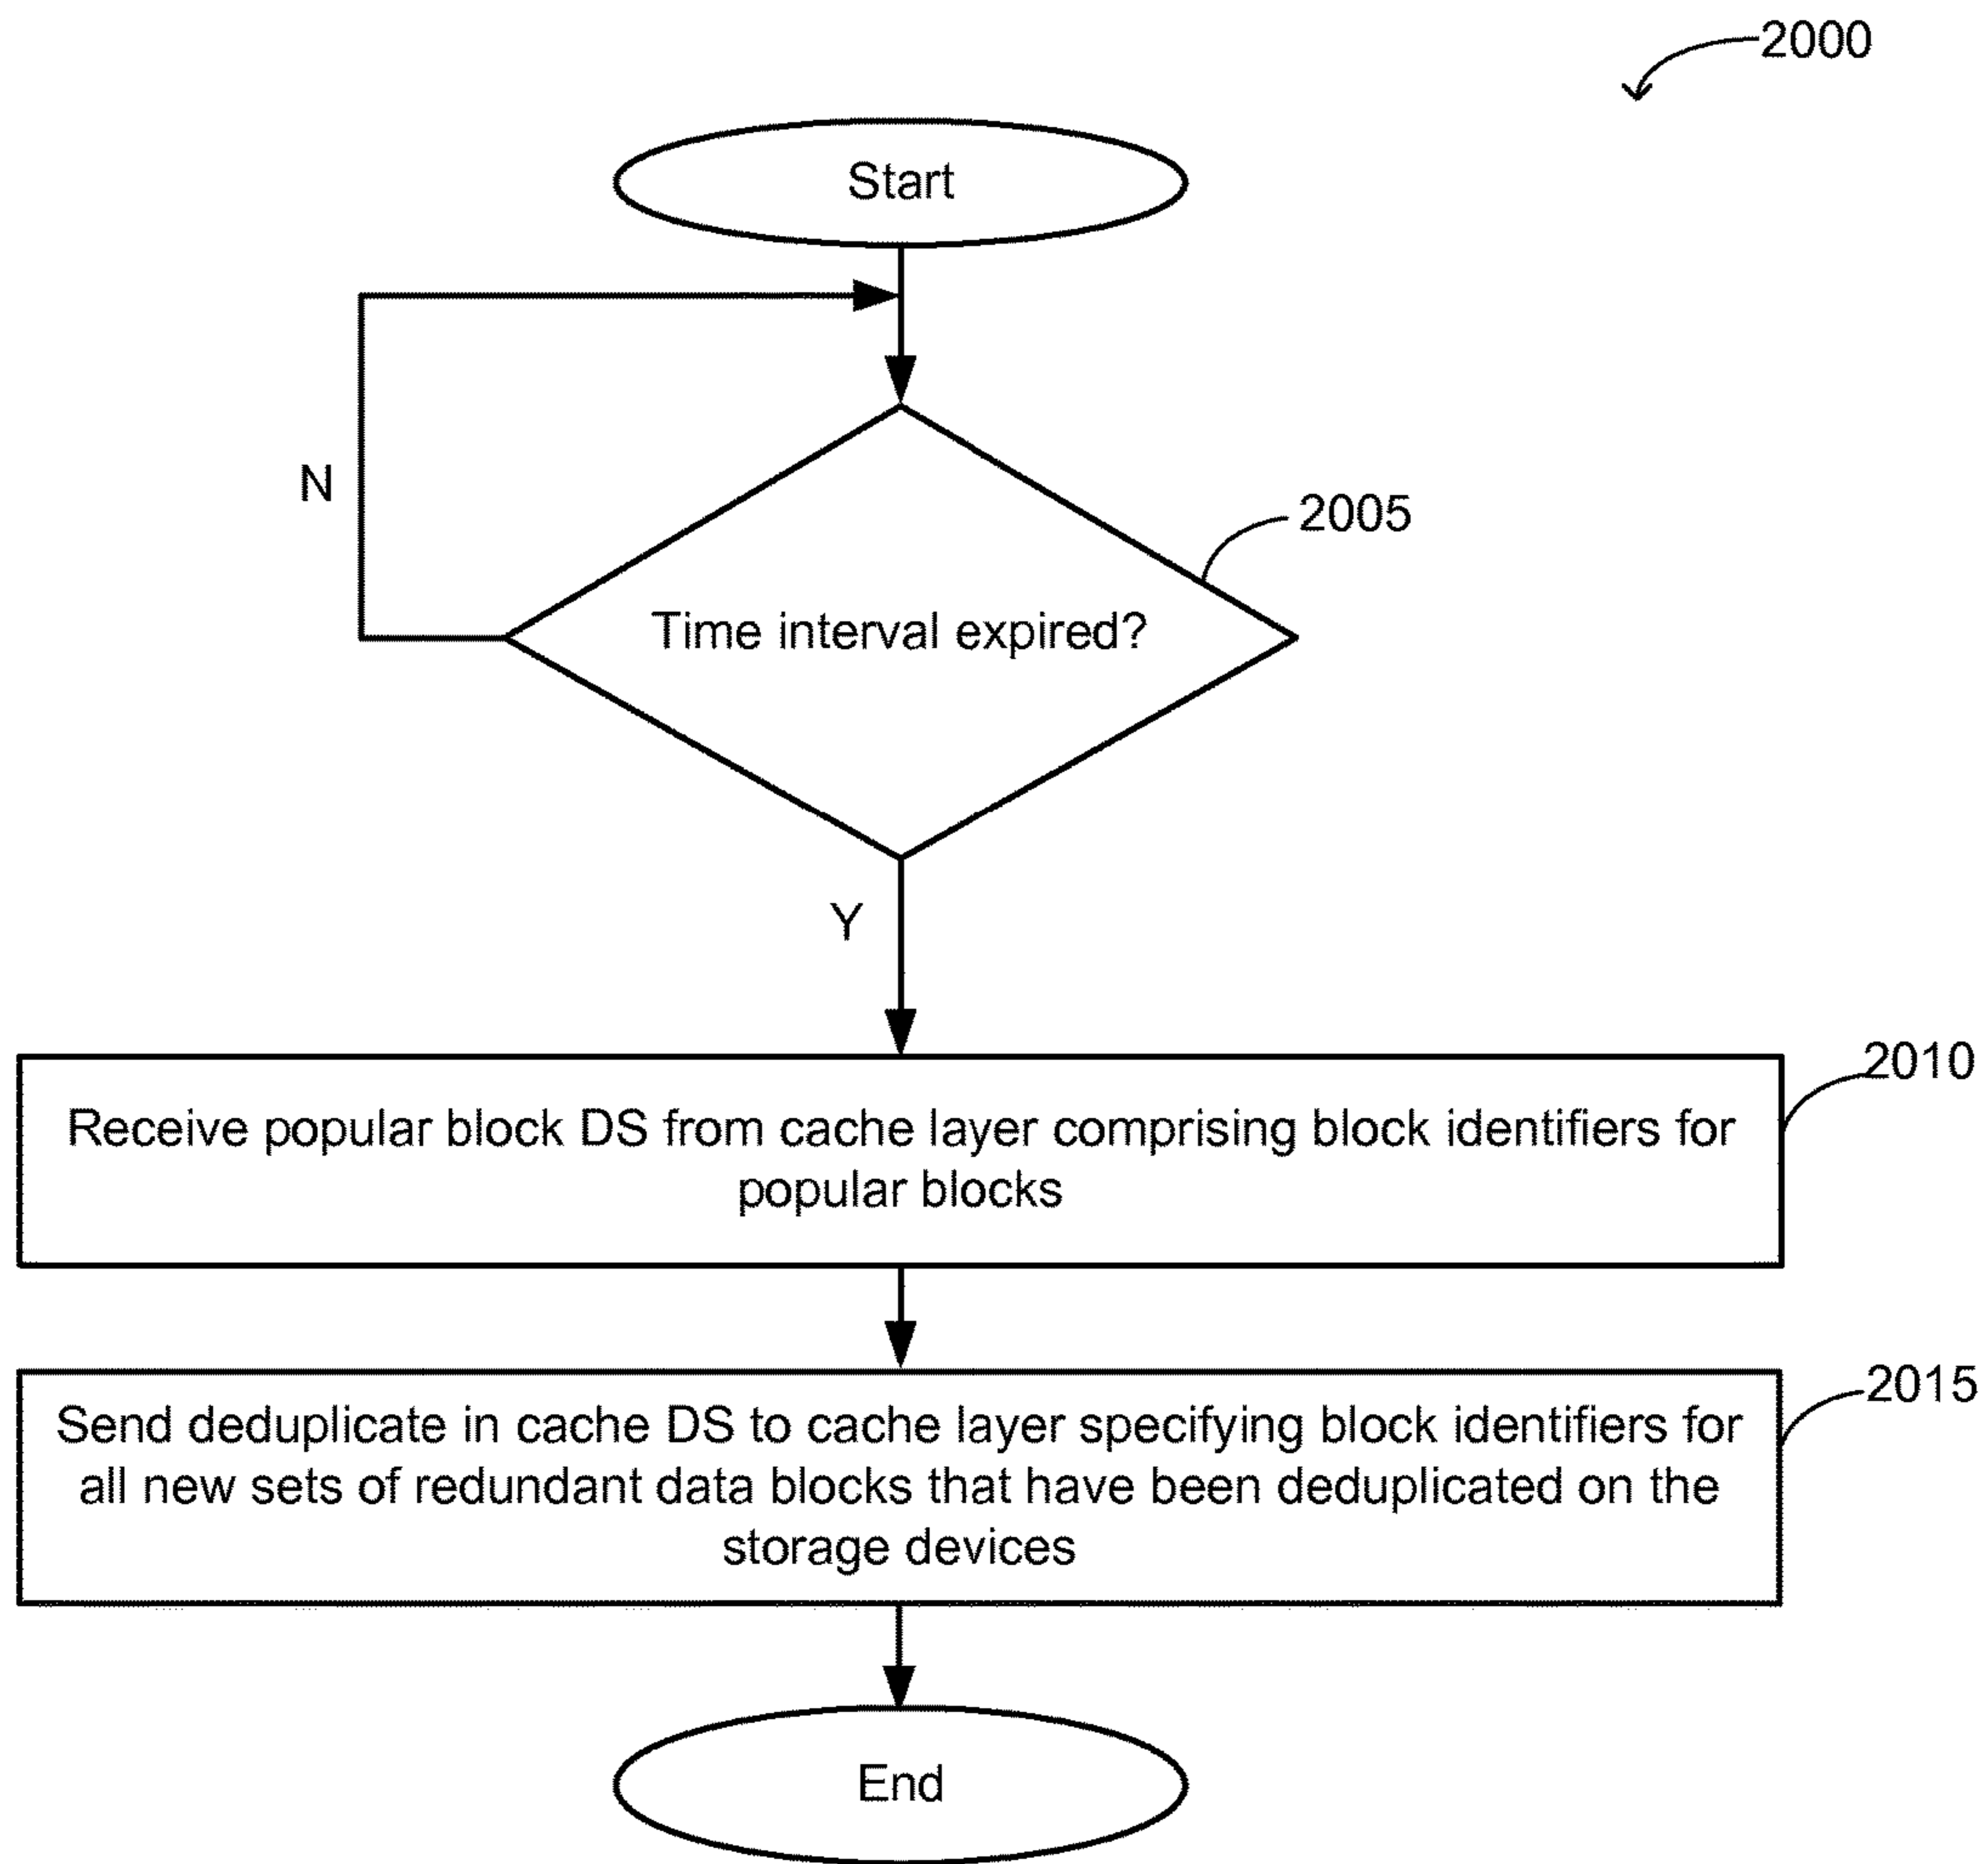 2000
Start
N
2005
Time interval expired?
Y
2010
Receive popular block DS from cache layer comprising block identifiers for
popular blocks
2015
Send deduplicate in cache DS to cache layer specifying block identifiers for
all new sets of redundant data blocks that have been deduplicated on the
storage devices
End